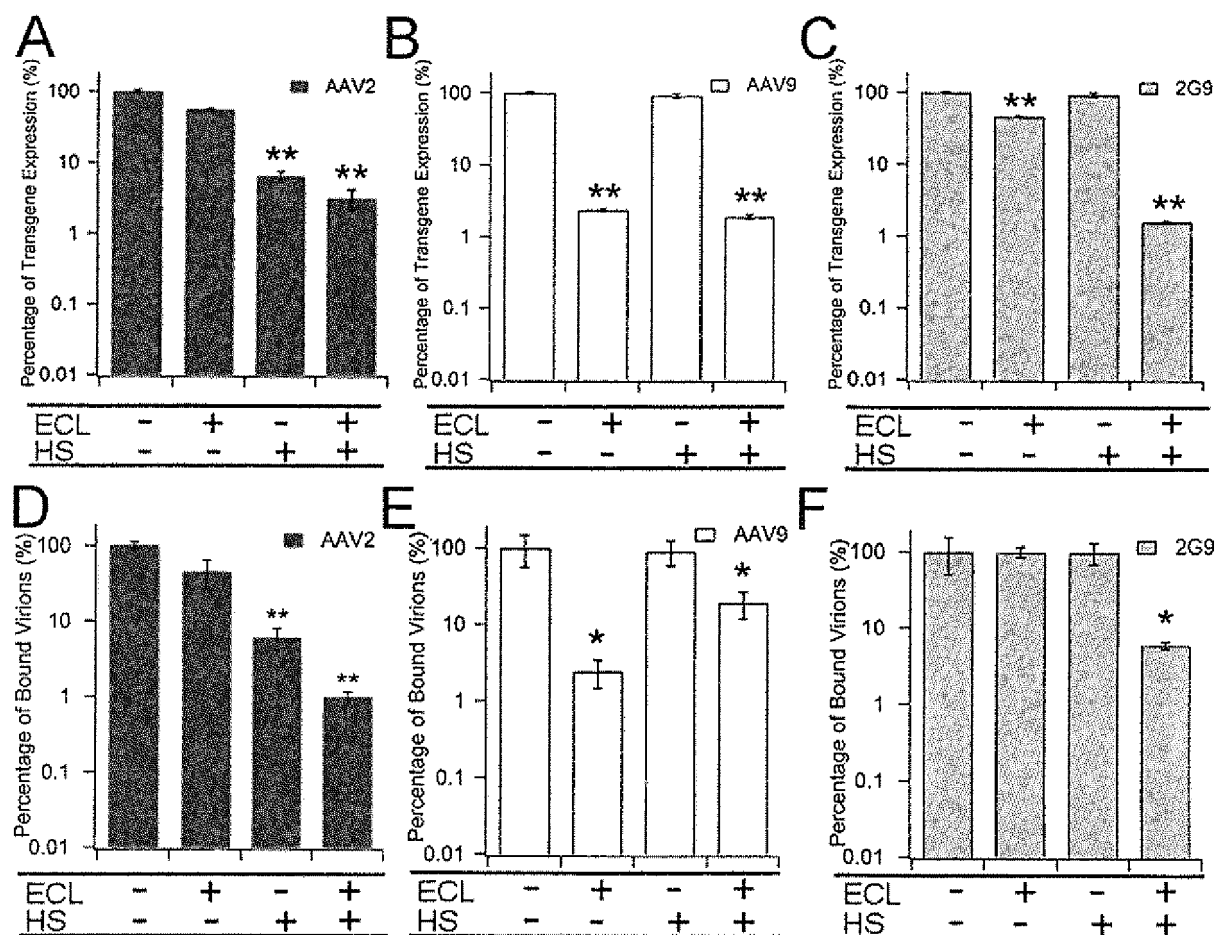 A
Percentage of Transgene Expression (%)
AAV2
100
10
1
0.1
0.01
ECL - + - +
HS - - + +
** **
B
Percentage of Transgene Expression (%)
AAV9
100
10
1
0.1
0.01
ECL - + - +
HS - - + +
** **
C
Percentage of Transgene Expression (%)
2G9
100
10
1
0.1
0.01
ECL - + - +
HS - - + +
** **
D
Percentage of Bound Virions (%)
AAV2
100
10
1
0.1
0.01
ECL - + - +
HS - - + +
** **
E
Percentage of Bound Virions (%)
AAV9
100
10
1
0.1
0.01
ECL - + - +
HS - - + +
* *
F
Percentage of Bound Virions (%)
2G9
100
10
1
0.1
0.01
ECL - + - +
HS - - + +
*